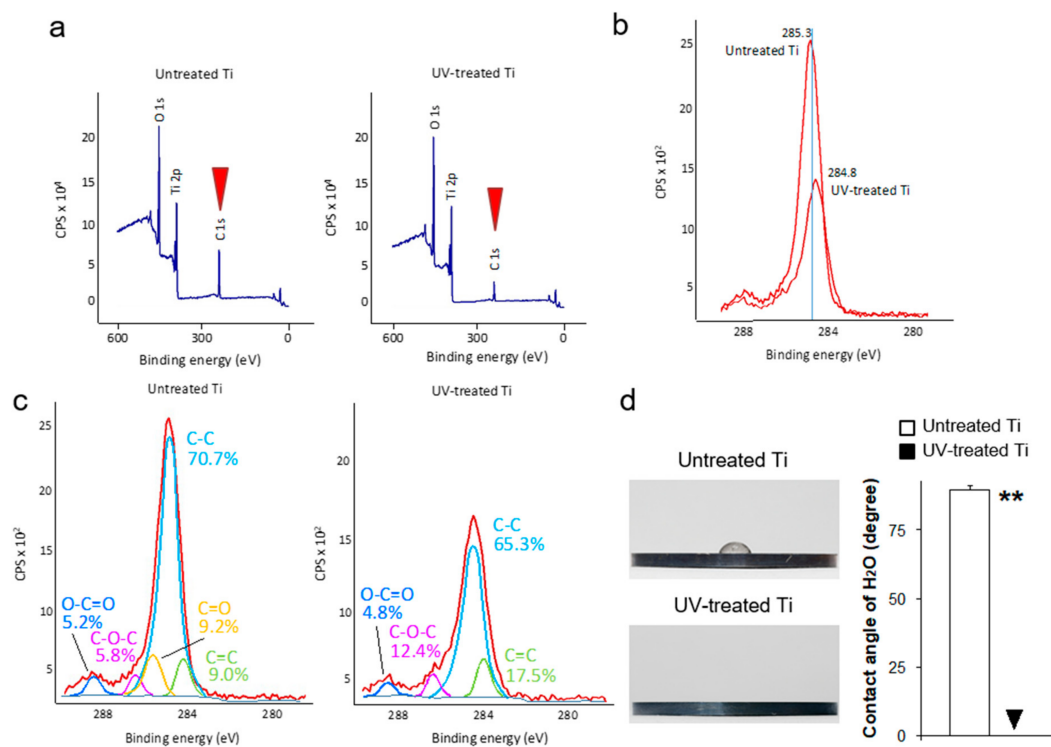 a
Untreated Ti
CPS x 10⁴
20
15
10
5
0
O 1s
Ti 2p
C 1s
600
300
0
Binding energy (eV)
UV-treated Ti
CPS x 10⁴
20
15
10
5
0
O 1s
Ti 2p
C 1s
600
300
0
Binding energy (eV)
b
285.3
Untreated Ti
284.8
UV-treated Ti
CPS x 10²
25
20
15
10
5
288
284
280
Binding energy (eV)
c
Untreated Ti
CPS x 10²
25
20
15
10
5
C-C
70.7%
O-C=O
5.2%
C-O-C
5.8%
C=O
9.2%
C=C
9.0%
288
284
280
Binding energy (eV)
UV-treated Ti
CPS x 10²
20
15
10
5
C-C
65.3%
O-C=O
4.8%
C-O-C
12.4%
C=C
17.5%
288
284
280
Binding energy (eV)
d
Untreated Ti
UV-treated Ti
Untreated Ti
UV-treated Ti
Contact angle of H2O (degree)
75
50
25
0
**